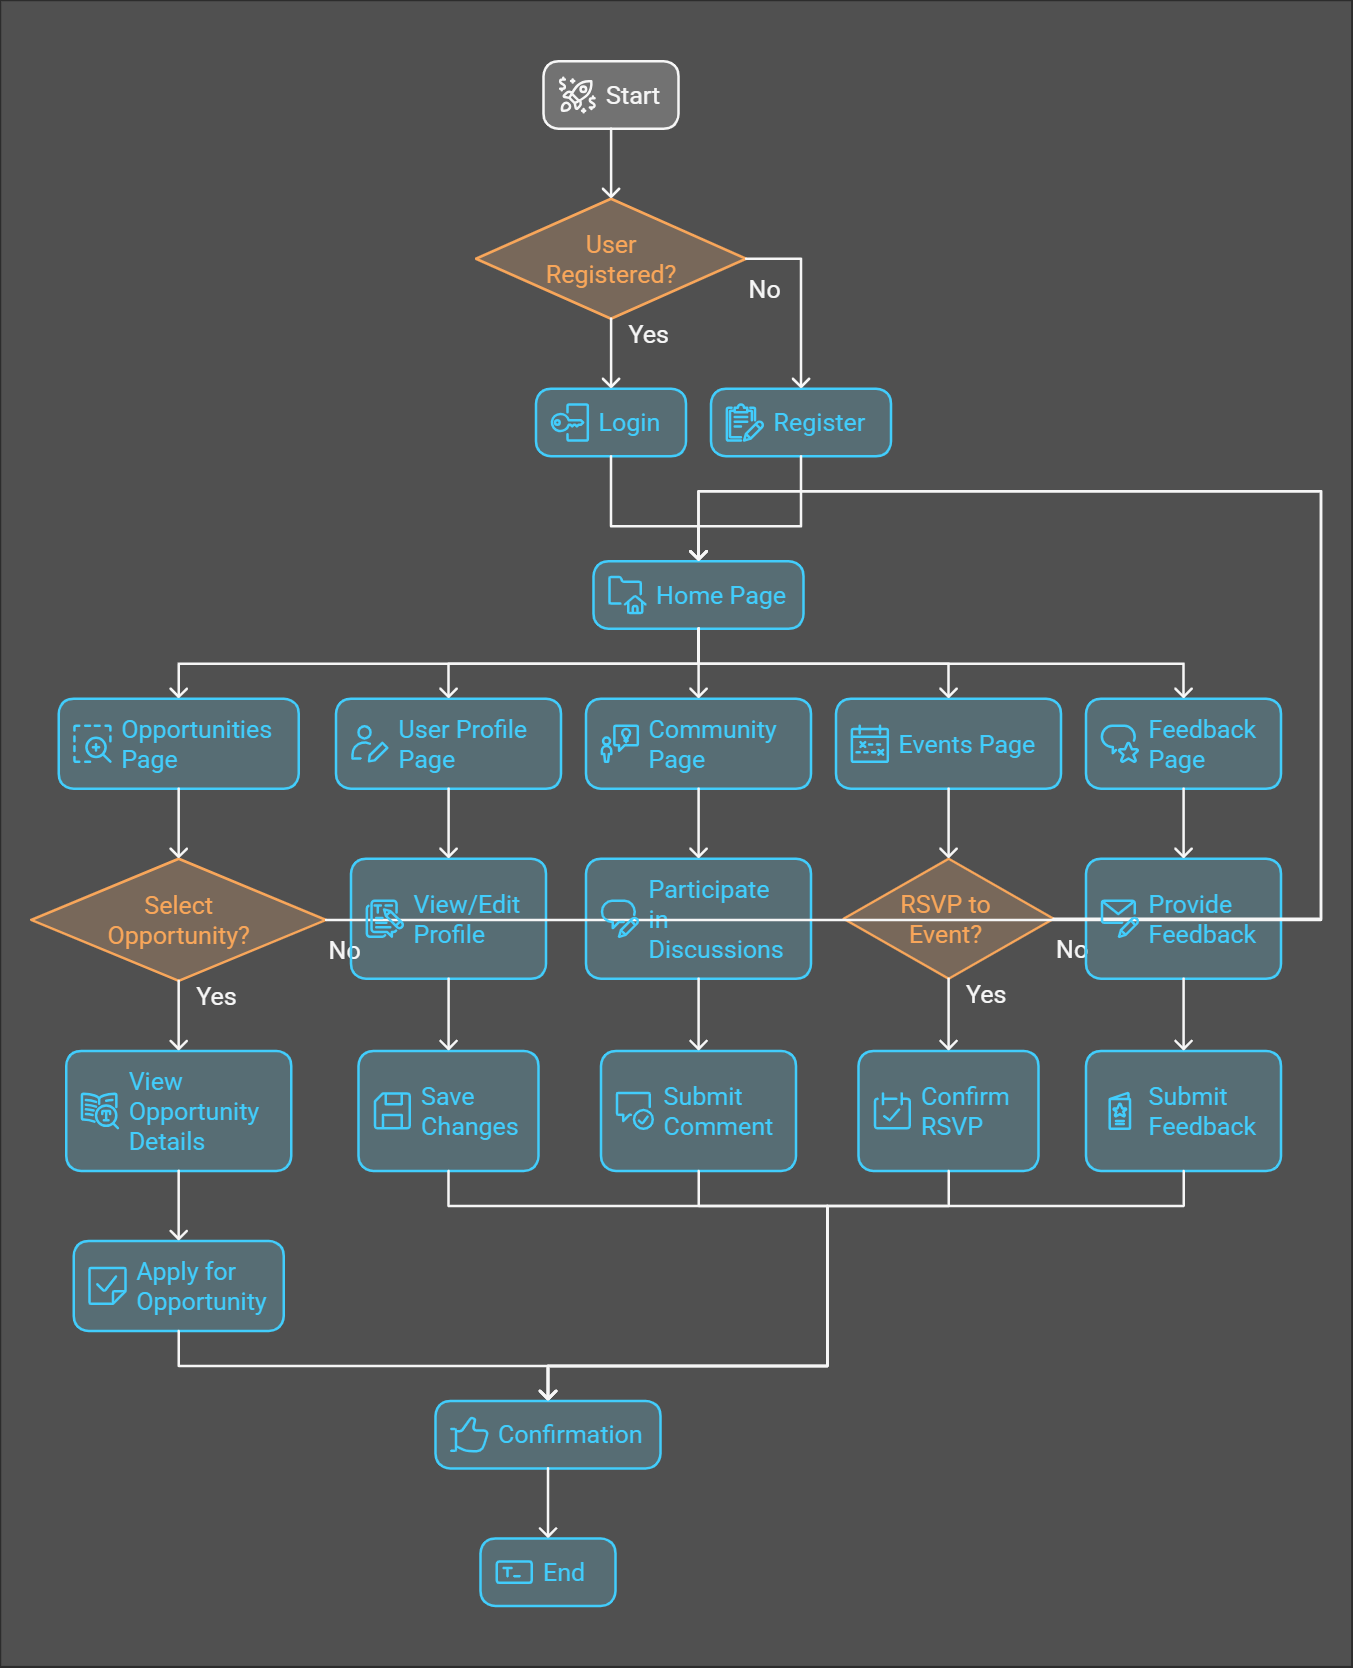 Start
User
Registered?
No
Yes
Login
Register
Home Page
Opportunities
Page
User Profile
Page
Community
Page
Events Page
Feedback
Page
Select
Opportunity?
No
Yes
View/Edit
Profile
Participate
in
Discussions
RSVP to
Event?
No
Yes
Provide
Feedback
View
Opportunity
Details
Save
Changes
Submit
Comment
Confirm
RSVP
Submit
Feedback
Apply for
Opportunity
Confirmation
End